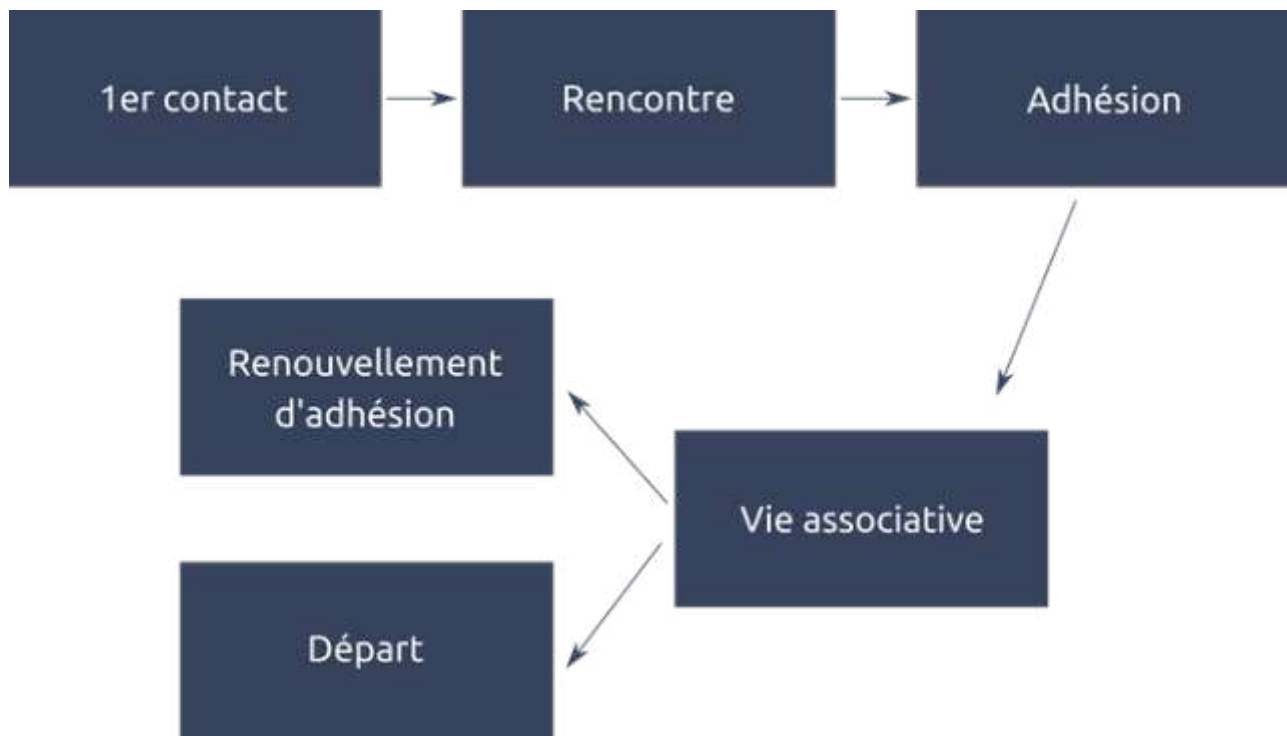 1er contact
Rencontre
Adhésion
Renouvellement
d'adhésion
Vie associative
Départ